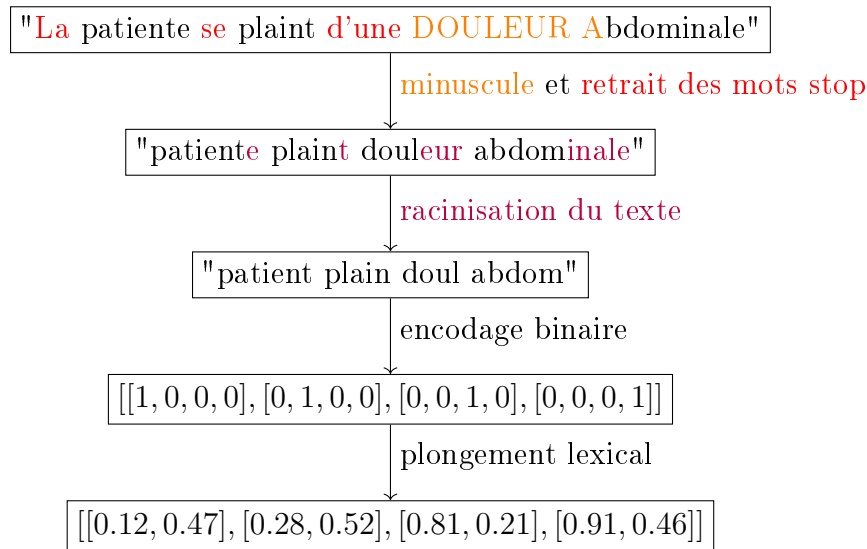 "La patiente se plaint d'une DOULEUR Abdominale"
minuscule et retrait des mots stop
"patiente plaint douleur abdominale"
racinisation du texte
"patient plain doul abdom"
encodage binaire
[[1, 0, 0, 0], [0, 1, 0, 0], [0, 0, 1, 0], [0, 0, 0, 1]]
plongement lexical
[[0.12, 0.47], [0.28, 0.52], [0.81, 0.21], [0.91, 0.46]]